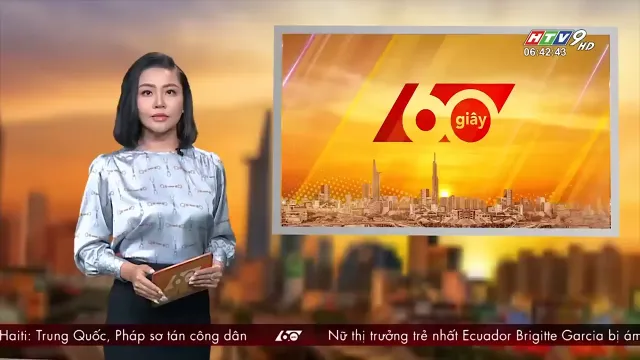 HTV9 HD
06:42:43
60 giây
Haiti: Trung Quốc, Pháp sơ tán công dân
60
Nữ thị trưởng trẻ nhất Ecuador Brigitte Garcia bị